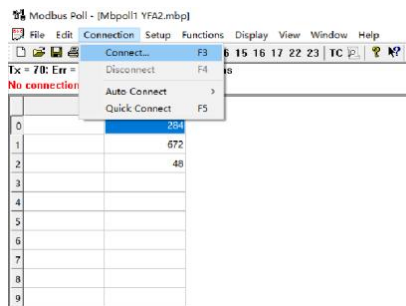 Modbus Poll - [Mbpoll1 YFA2.mbp]
File Edit Connection Setup Functions Display View Window Help
Connect... F3
15 16 17 22 23 TC
Disconnect F4
Tx = 70: Err =
No connection
Auto Connect
Quick Connect F5
0 284
1 672
2 48
3
4
5
6
7
8
9